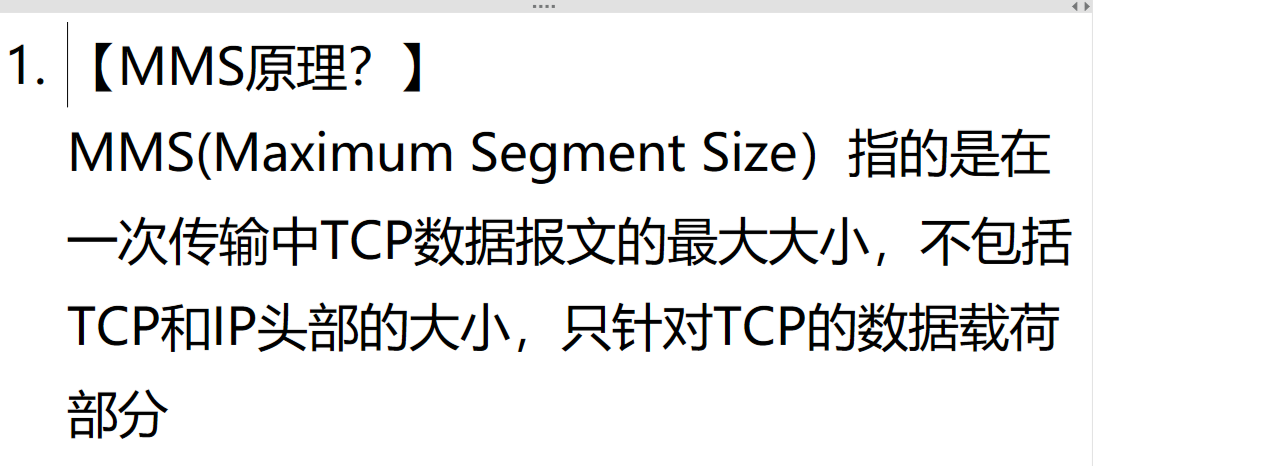 1. 【MMS原理？】
MMS(Maximum Segment Size）指的是在
一次传输中TCP数据报文的最大大小，不包括
TCP和IP头部的大小，只针对TCP的数据载荷
部分